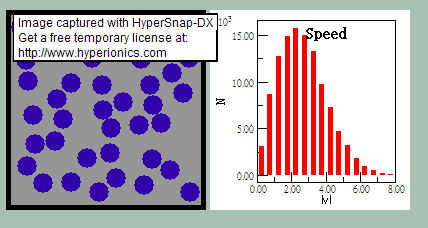 Image captured with HyperSnap-DX
Get a free temporary license at:
http://www.hyperionics.com
10³
Speed
15.00
10.00
N
5.00
0.00
0.00 2.00 4.00 6.00 8.00
|v|